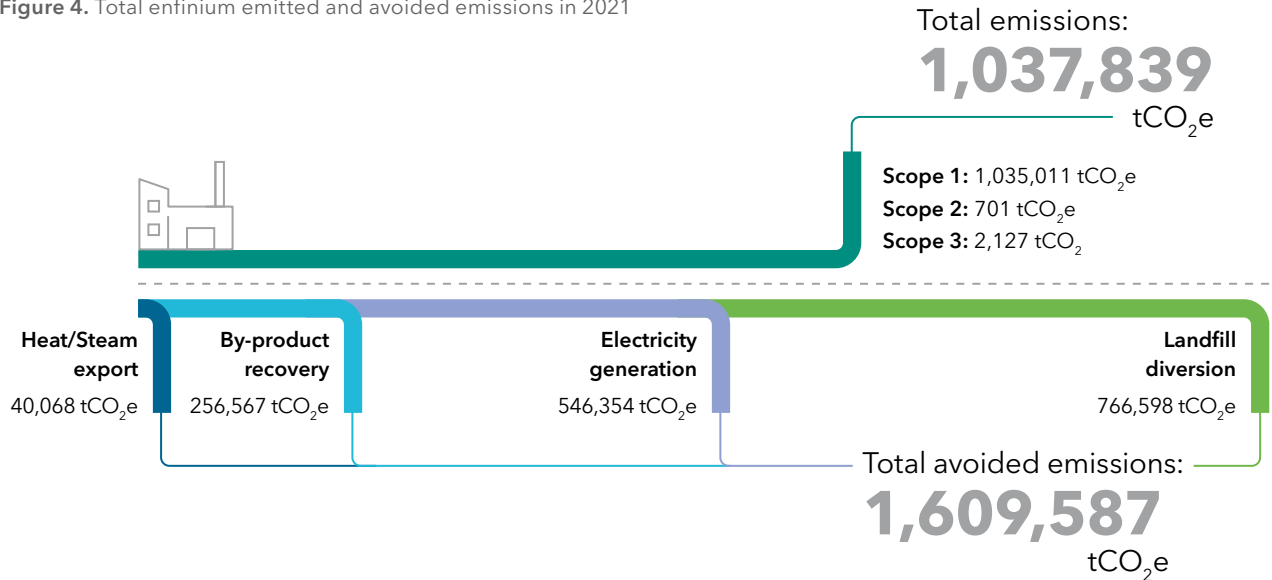 Figure 4. Total enfinium emitted and avoided emissions in 2021
Total emissions:
1,037,839
tCO₂e
Scope 1: 1,035,011 tCO₂e
Scope 2: 701 tCO₂e
Scope 3: 2,127 tCO₂
Heat/Steam
export
40,068 tCO₂e
By-product
recovery
256,567 tCO₂e
Electricity
generation
546,354 tCO₂e
Landfill
diversion
766,598 tCO₂e
Total avoided emissions:
1,609,587
tCO₂e